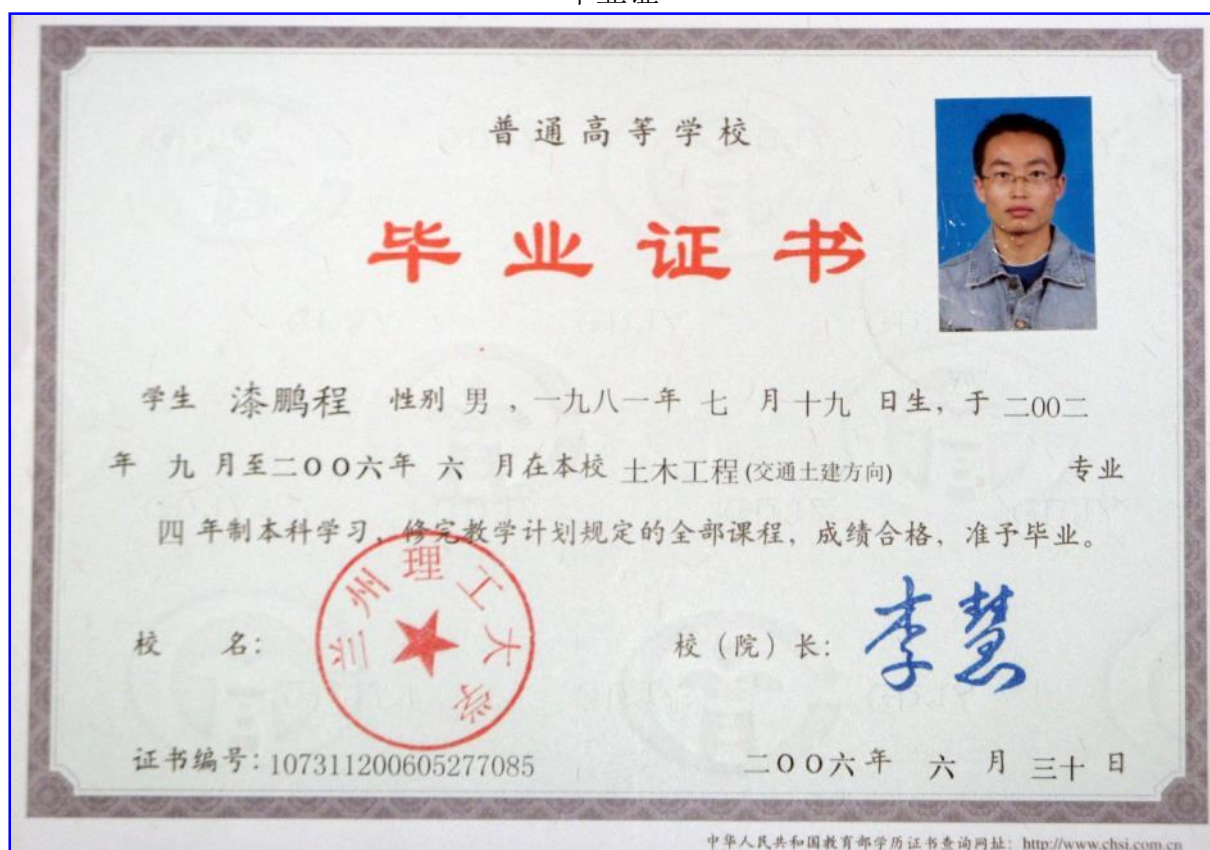 毕业证
普通高等学校
毕业证书
学生 漆鹏程 性别 男 ，一九八一年 七 月十九 日生，于 二00二
年 九 月至二00六年 六 月在本校 土木工程(交通土建方向) 专业
四 年制本科学习，修完教学计划规定的全部课程，成绩合格，准予毕业。
兰州理工大学
校 名： 校（院）长： 李慧
证书编号：107311200605277085 二00六年 六 月 三十 日
中华人民共和国教育部学历证书查询网址：http://www.chsi.com.cn